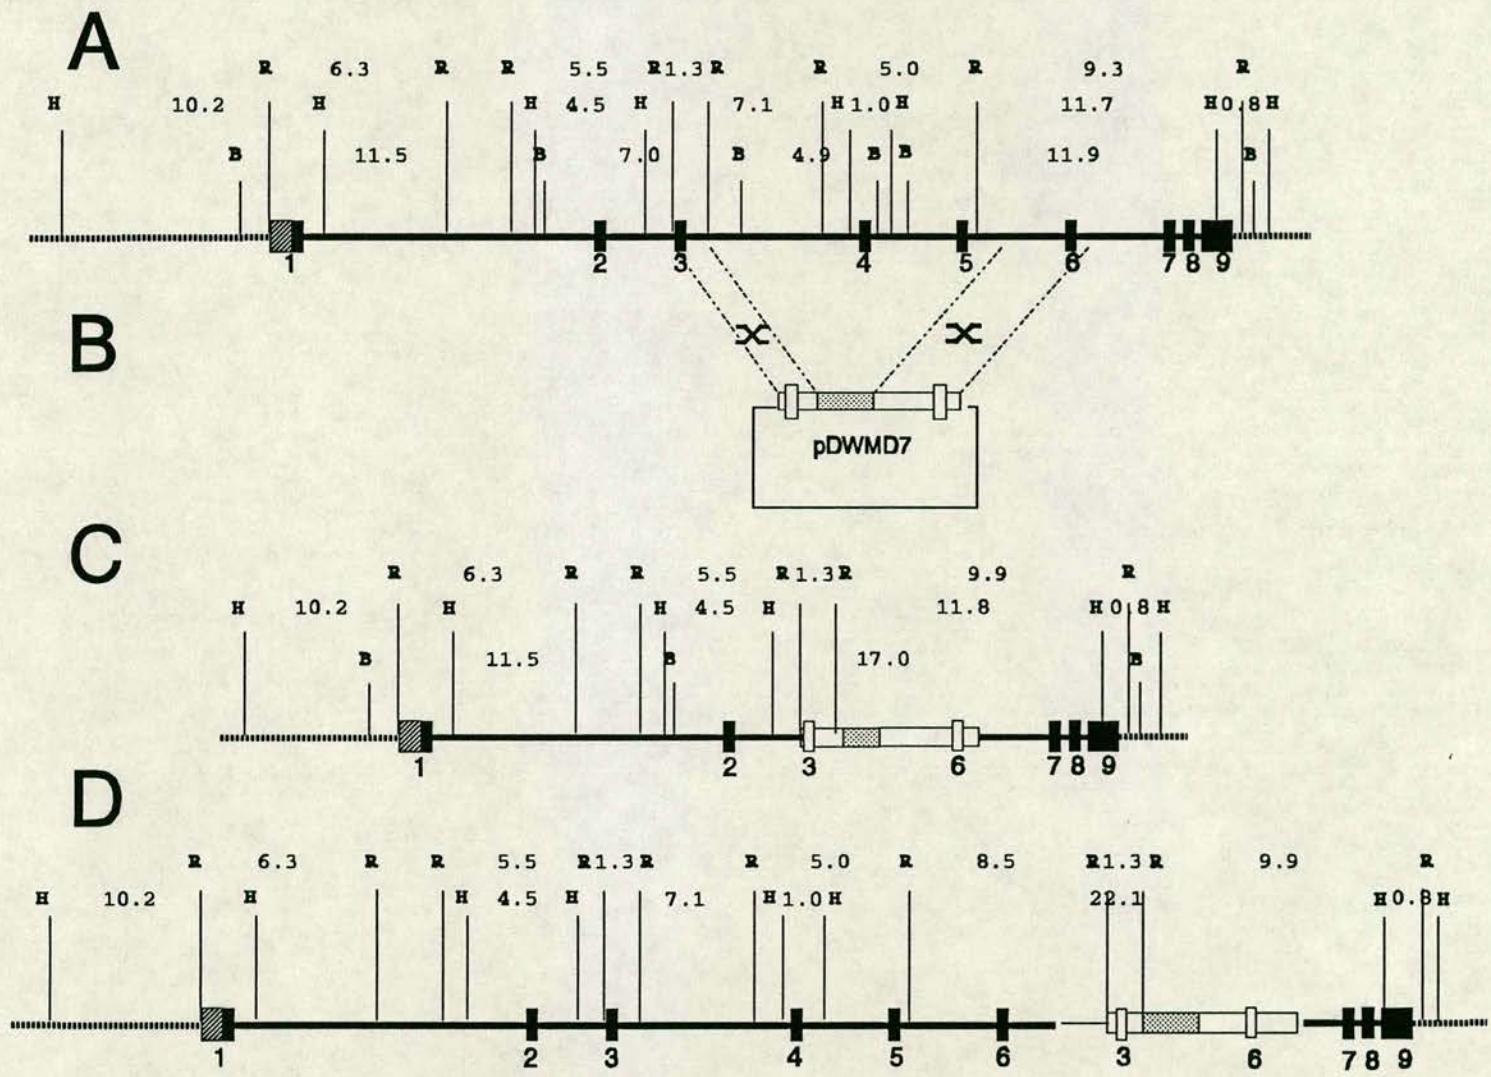 A
R 6.3 R R 5.5 R 1.3 R R 5.0 R 9.3 R
H 10.2 H H 4.5 H 7.1 H 1.0 H 11.7 H 0.8 H
B 11.5 B 7.0 B 4.9 B B 11.9 B
1 2 3 4 5 6 7 8 9
B
pDWMD7
C
R 6.3 R R 5.5 R 1.3 R 9.9 R
H 10.2 H H 4.5 H 11.8 H 0.8 H
B 11.5 B 17.0 B
1 2 3 6 7 8 9
D
R 6.3 R R 5.5 R 1.3 R R 5.0 R 8.5 R 1.3 R 9.9 R
H 10.2 H H 4.5 H 7.1 H 1.0 H 22.1 H 0.8 H
1 2 3 4 5 6 3 6 7 8 9